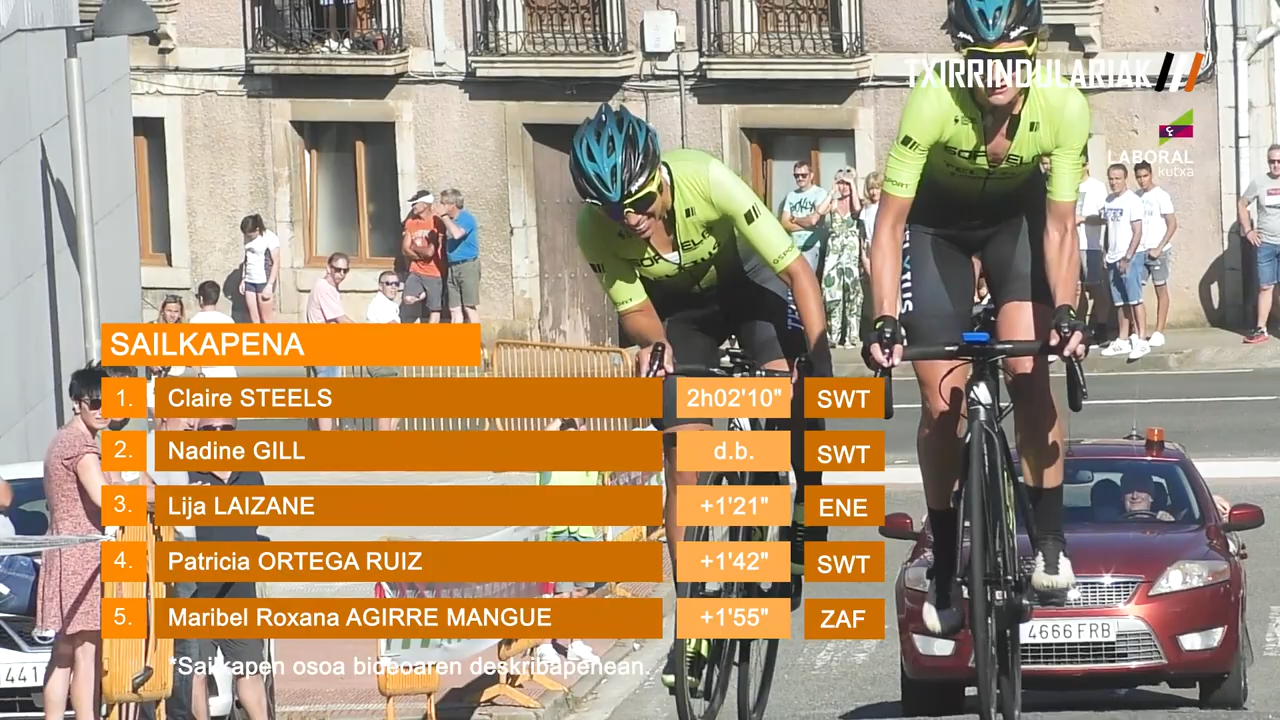 TXIRRINDULARIAK
LABORAL
kutxa
SAILKAPENA
1. Claire STEELS 2h02'10" SWT
2. Nadine GILL d.b. SWT
3. Lija LAIZANE +1'21" ENE
4. Patricia ORTEGA RUIZ +1'42" SWT
5. Maribel Roxana AGIRRE MANGUE +1'55" ZAF
*Sailkapen osoa bideoaren deskribapenean.
4666 FRB
441